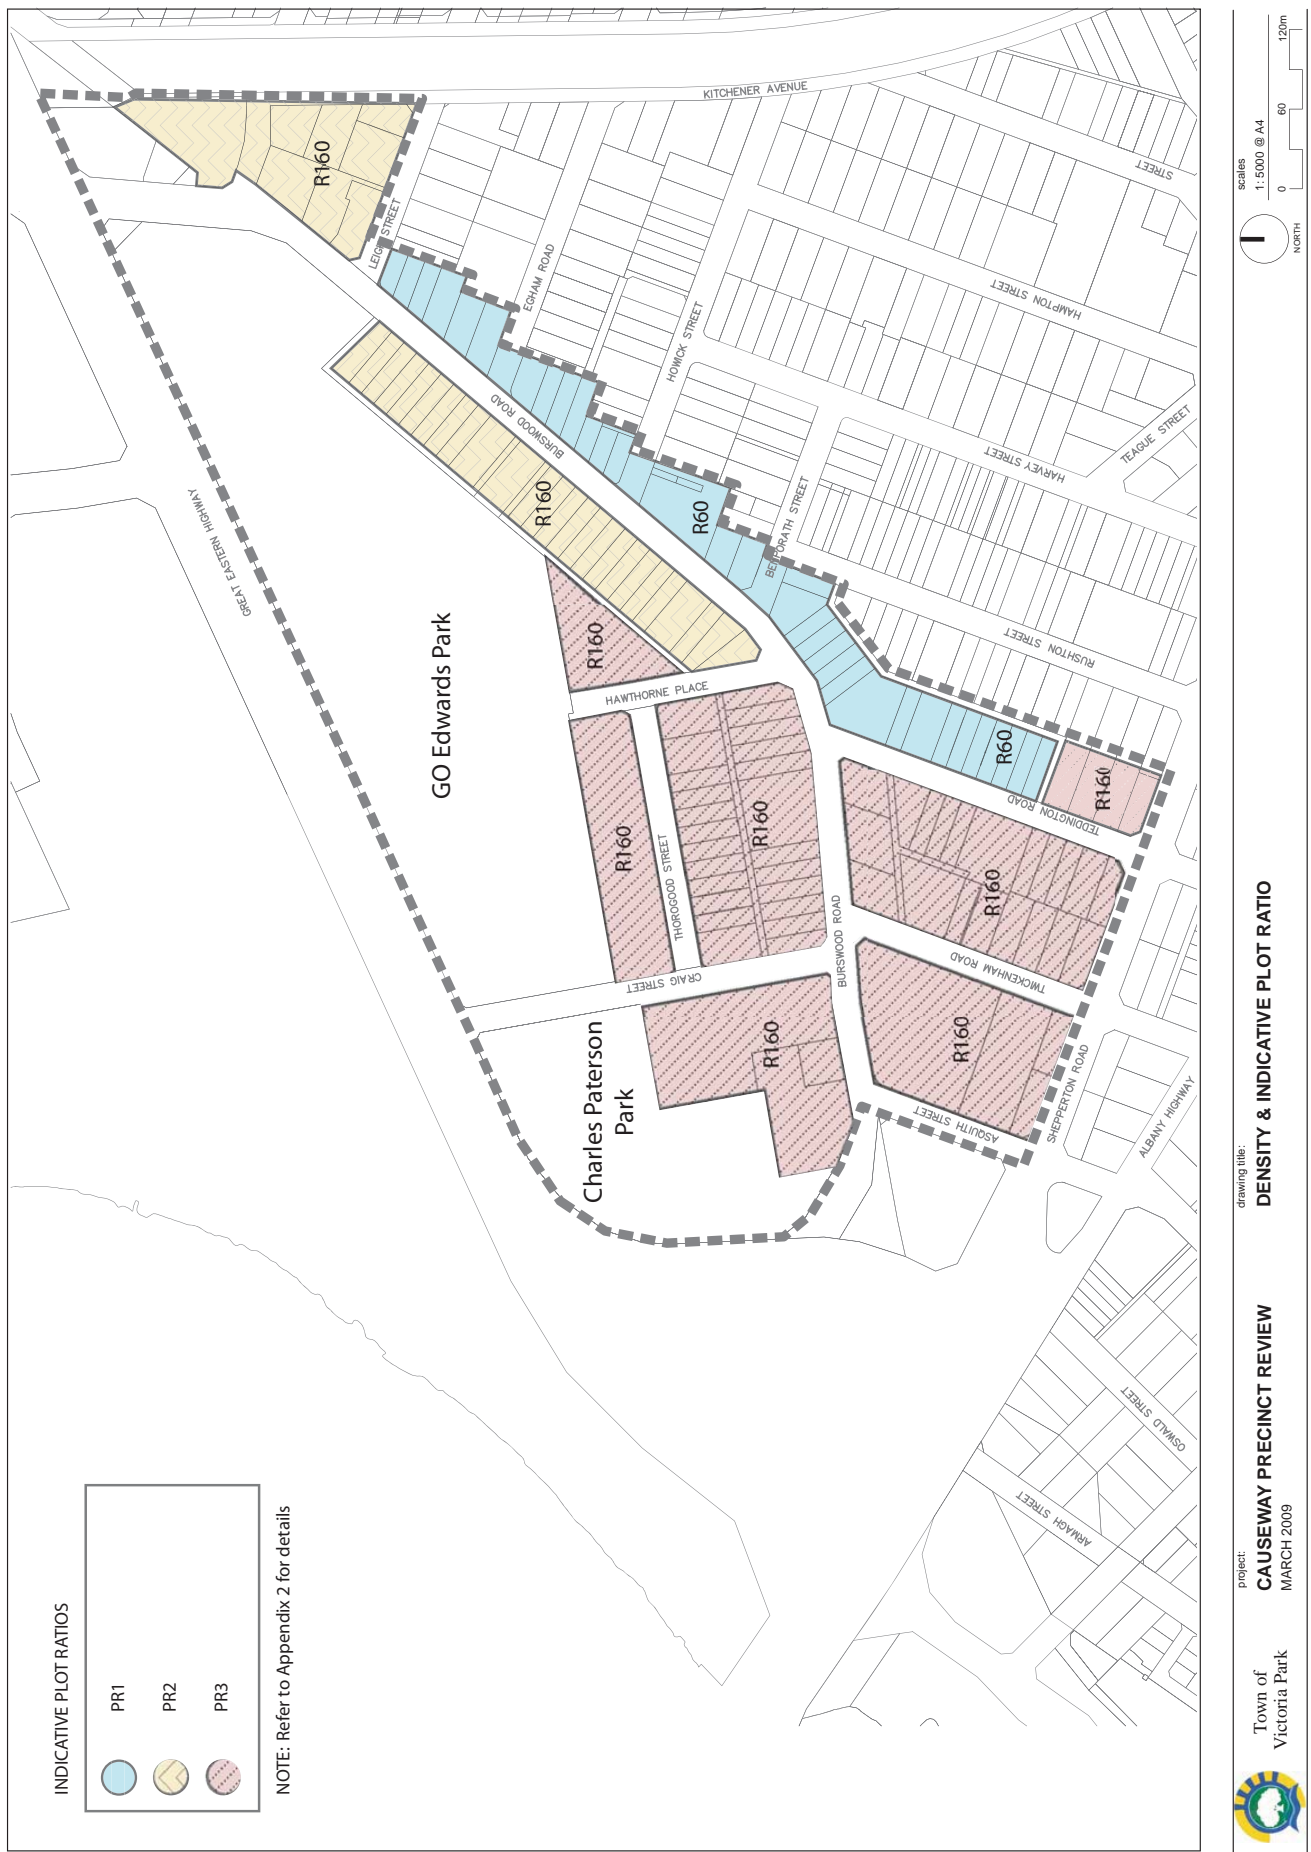 INDICATIVE PLOT RATIOS
PR1
PR2
PR3
NOTE: Refer to Appendix 2 for details
GREAT EASTERN HIGHWAY
GO Edwards Park
Charles Paterson
Park
KITCHENER AVENUE
R160
LEIGH STREET
EGHAM ROAD
HOWICK STREET
BURSWOOD ROAD
R160
R60
BENPORATH STREET
STREET
HAMPTON STREET
HARVEY STREET
TEAGUE STREET
RUSHTON STREET
R160
HAWTHORNE PLACE
R160
THOROGOOD STREET
R160
CRAIG STREET
R160
BURSWOOD ROAD
R60
R160
TEDDINGTON ROAD
R160
TWICKENHAM ROAD
R160
ASQUITH STREET
SHEPPERTON ROAD
ALBANY HIGHWAY
OSWALD STREET
ARMAGH STREET
Town of
Victoria Park
project:
CAUSEWAY PRECINCT REVIEW
MARCH 2009
drawing title:
DENSITY & INDICATIVE PLOT RATIO
NORTH
scales
1: 5000 @ A4
0 60 120m